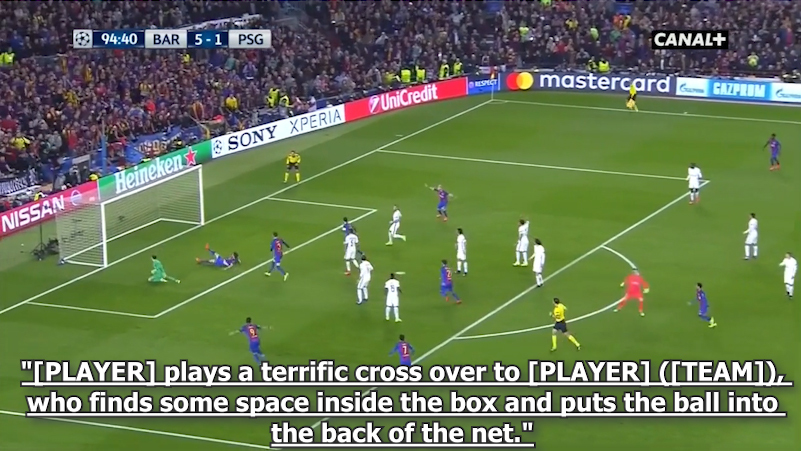 94:40 BAR 5-1 PSG
CANAL+
mastercard
GAZPROM
RESPECT
UniCredit
SONY XPERIA
Heineken
NISSAN
"[PLAYER] plays a terrific cross over to [PLAYER] ([TEAM]),
who finds some space inside the box and puts the ball into
the back of the net."